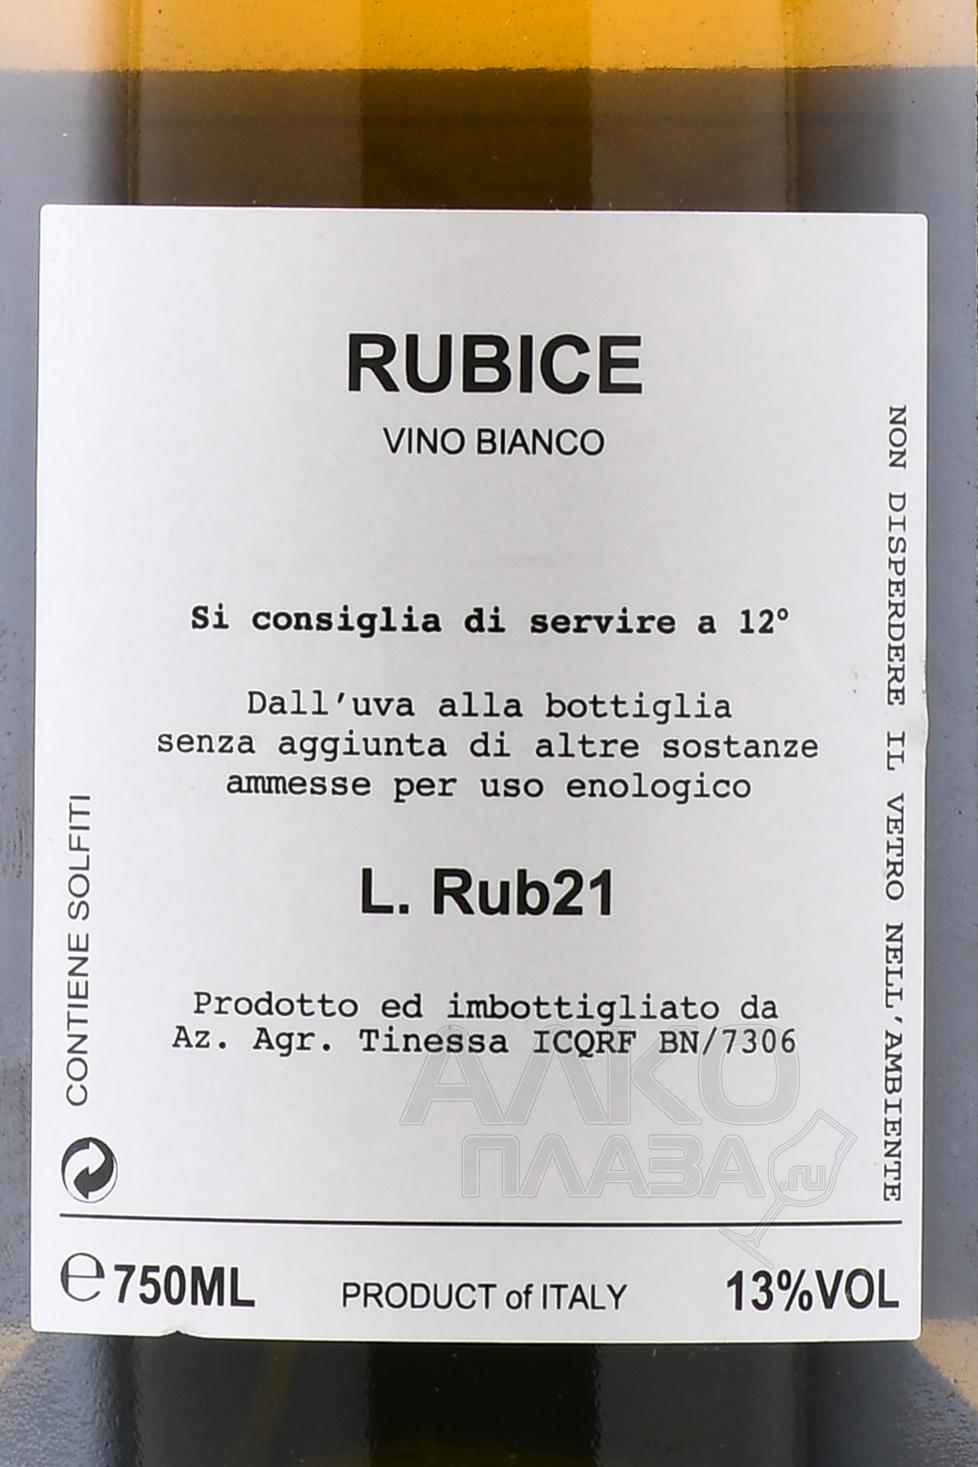 RUBICE
VINO BIANCO
Si consiglia di servire a 12°
Dall'uva alla bottiglia
senza aggiunta di altre sostanze
ammesse per uso enologico
L. Rub21
Prodotto ed imbottigliato da
Az. Agr. Tinessa ICQRF BN/7306
CONTIENE SOLFITI
NON DISPERDERE IL VETRO NELL'AMBIENTE
АЛКО
ПЛАЗА
.ru
℮ 750ML
PRODUCT of ITALY
13%VOL